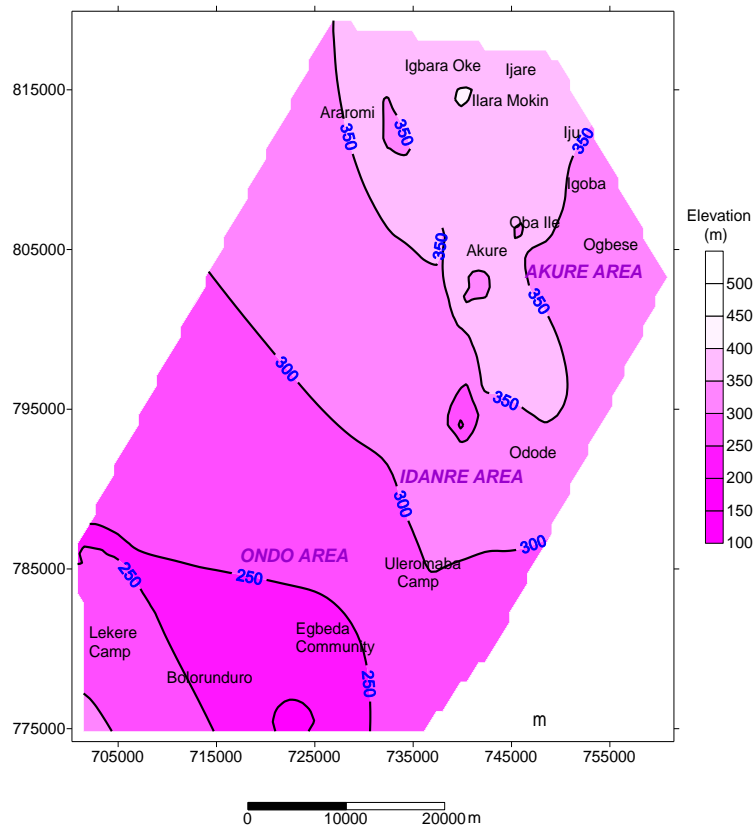 815000
805000
795000
785000
775000
Igbara Oke
Ijare
Ilara Mokin
Araromi
350
350
Iju
350
Igoba
Oba Ile
Ogbese
Akure
350
AKURE AREA
350
300
350
Odode
IDANRE AREA
300
300
ONDO AREA
Uleromaba
Camp
250
250
Egbeda
Community
Lekere
Camp
Bolorunduro
250
m
705000
715000
725000
735000
745000
755000
Elevation
(m)
500
450
400
350
300
250
200
150
100
0
10000
20000 m